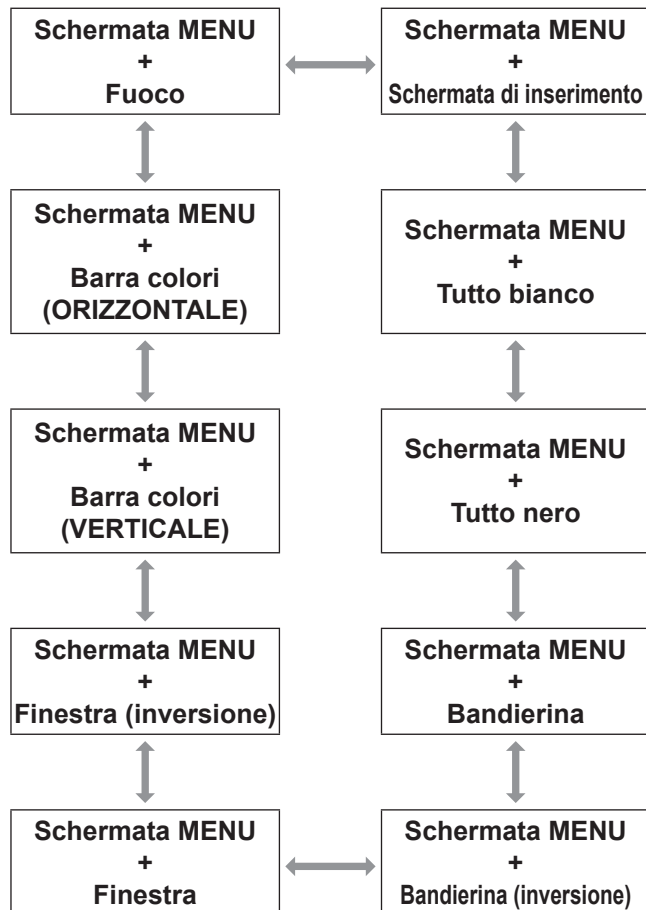 Schermata MENU
+
Fuoco
Schermata MENU
+
Schermata di inserimento
Schermata MENU
+
Barra colori
(ORIZZONTALE)
Schermata MENU
+
Tutto bianco
Schermata MENU
+
Barra colori
(VERTICALE)
Schermata MENU
+
Tutto nero
Schermata MENU
+
Finestra (inversione)
Schermata MENU
+
Bandierina
Schermata MENU
+
Finestra
Schermata MENU
+
Bandierina (inversione)